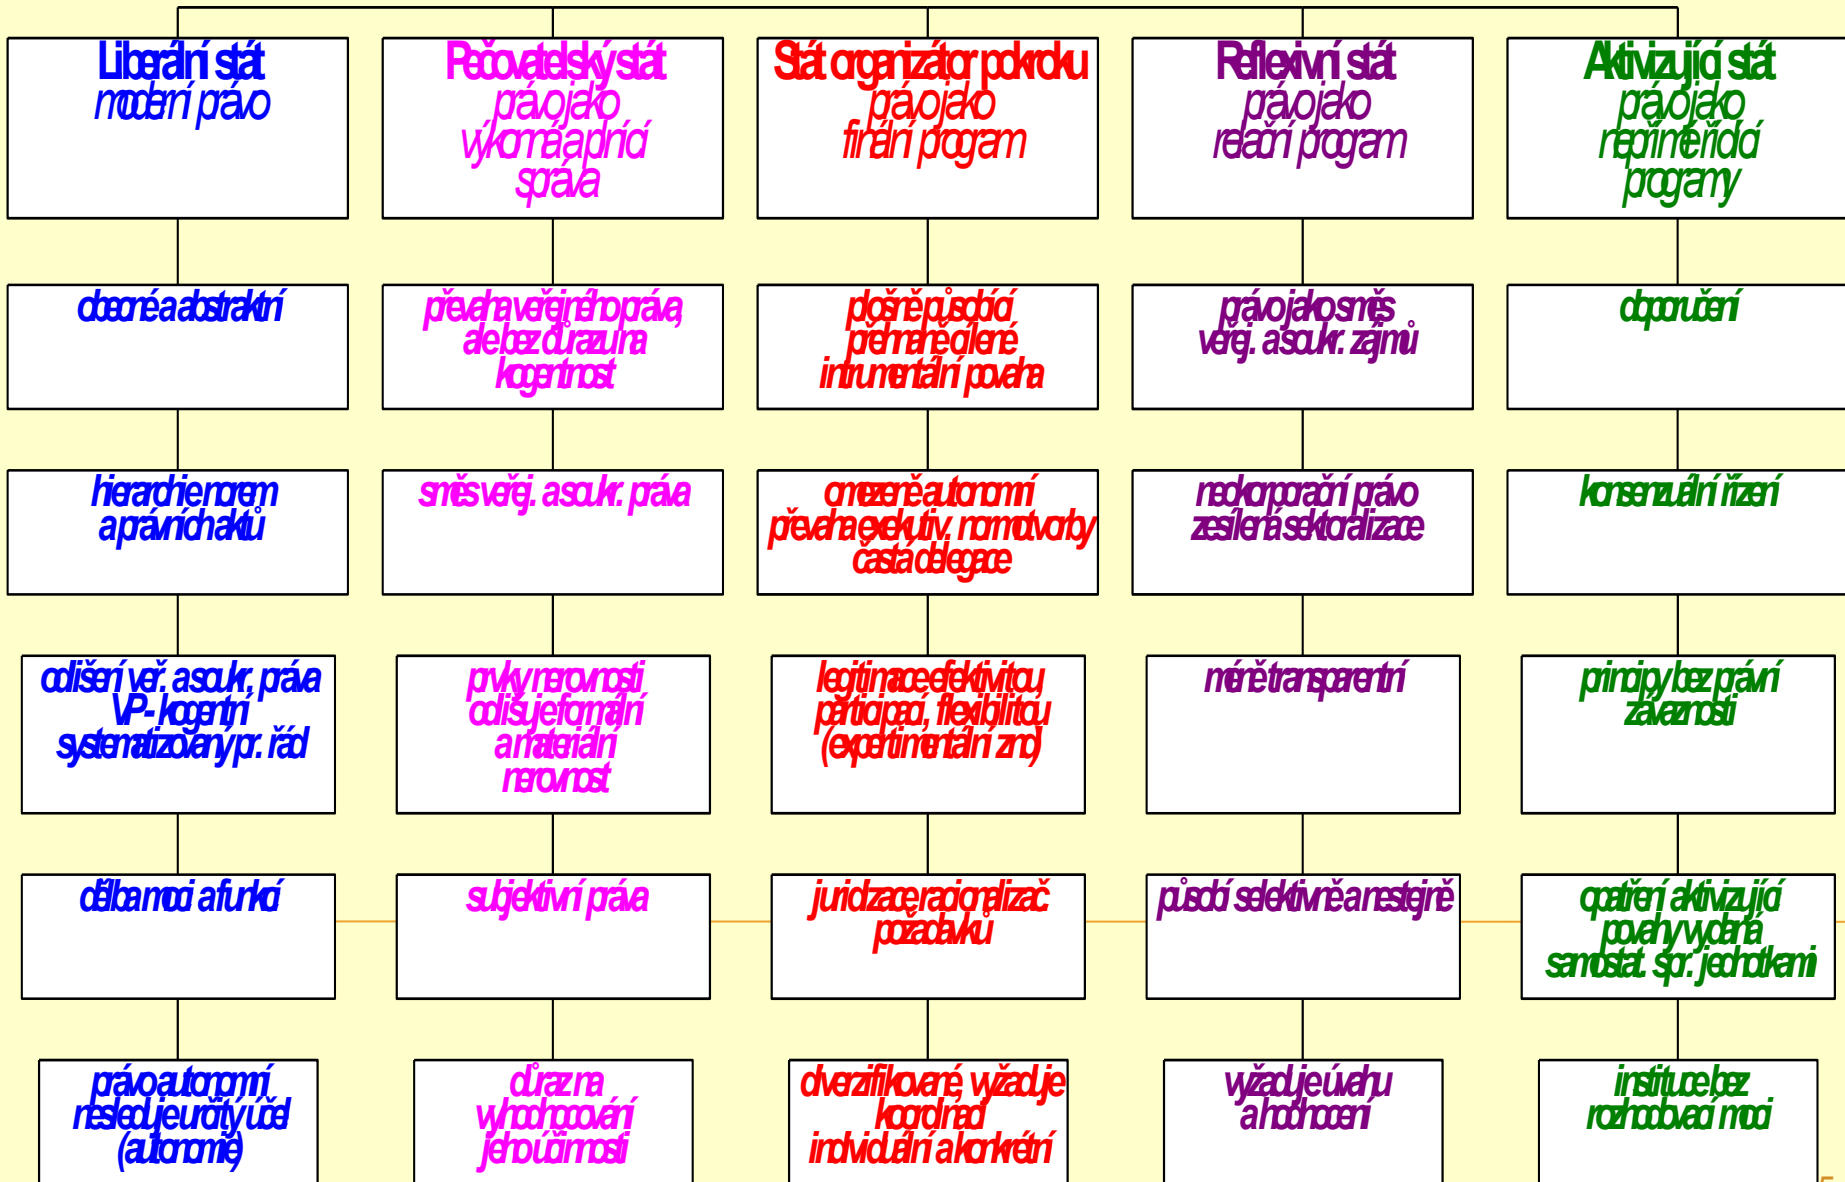 Liberální stát
moderní právo
Pečovatelský stát
právo jako
výkonná a plnící
správa
Stát organizátor pokroku
právo jako
finální program
Reflexivní stát
právo jako
relační program
Aktivizující stát
právo jako
nepřímé řídící
programy
obecné a abstraktní
převaha veřejného práva,
ale bez důrazu na
kogentnost
plošně působící
přehnaně cílené
intrumentální povaha
právo jako směs
veřej. a soukr. zájmů
doporučení
hierarchie norem
a právních aktů
směs veřej. a soukr. práva
omezeně autonomní
převaha exekutiv. normotvorby
častá delegace
neokorporační právo
zesílená sektoralizace
konsenzuální řízení
odlišení veř. a soukr. práva
VP - kogentní
systematizovaný pr. řád
prvky nerovnosti
odlišuje formální
a materiální
nerovnost
legitimace efektivitou,
participací, flexibilitou
(experimentální zmd)
méně transparentní
principy bez právní
závaznosti
dělba moci a funkcí
subjektivní práva
juridizace racionalizač.
požadavků
působí selektivně a nestejně
opatření aktivizující
povahy vydaná
samostat. spr. jednotkami
právo autonomní
nesleduje určitý účel
(autonomie)
důraz na
vyhodnocování
jeho účinnosti
diverzifikované, vyžaduje
koordinaci
individuální a konkrétní
vyžaduje úvahu
a hodnocení
instituce bez
rozhodovací moci